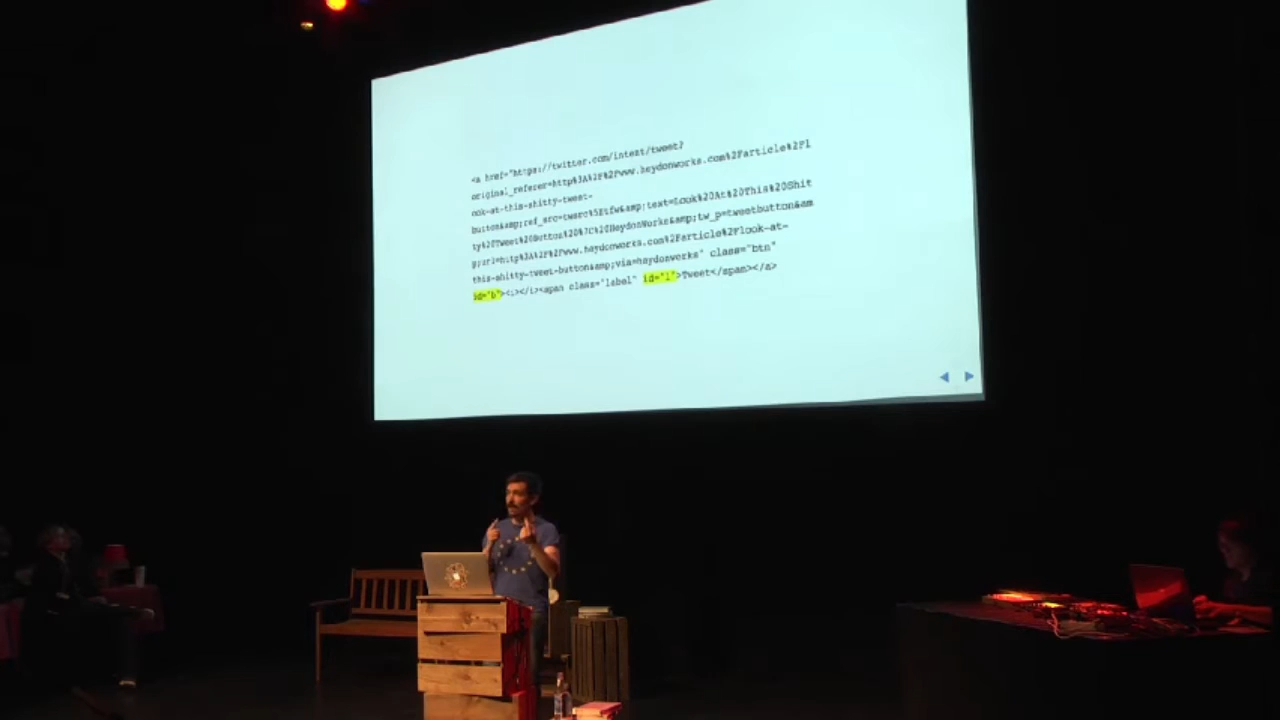 <a href="https://twitter.com/intent/tweet?
original_referer=http%3A%2F%2Fwww.heydonworks.com%2Farticle%2Fl
ook-at-this-shitty-tweet-
button&amp;ref_src=twsrc%5Etfw&amp;text=Look%20At%20This%20Shit
ty%20Tweet%20Button%20%7C%20HeydonWorks&amp;tw_p=tweetbutton&am
p;url=http%3A%2F%2Fwww.heydonworks.com%2Farticle%2Flook-at-
this-shitty-tweet-button&amp;via=heydonworks" class="btn"
id="b"><i></i><span class="label" id="l">Tweet</span></a>